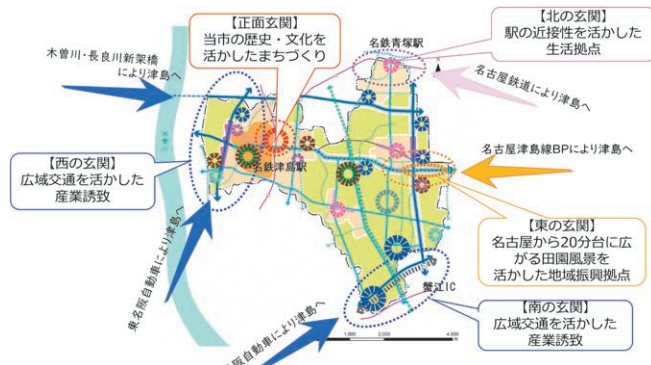 【正面玄関】
当市の歴史・文化を
活かしたまちづくり
【北の玄関】
駅の近接性を活かした
生活拠点
名鉄青塚駅
木曽川・長良川新架橋
により津島へ
名古屋鉄道により津島へ
【西の玄関】
広域交通を活かした
産業誘致
名鉄津島駅
名古屋津島線BPにより津島へ
【東の玄関】
名古屋から20分台に広
がる田園風景を
活かした地域振興拠点
東名阪自動車により津島へ
蟹江IC
【南の玄関】
広域交通を活かした
産業誘致
阪自動車により津島へ
1,000
2,000
4,000